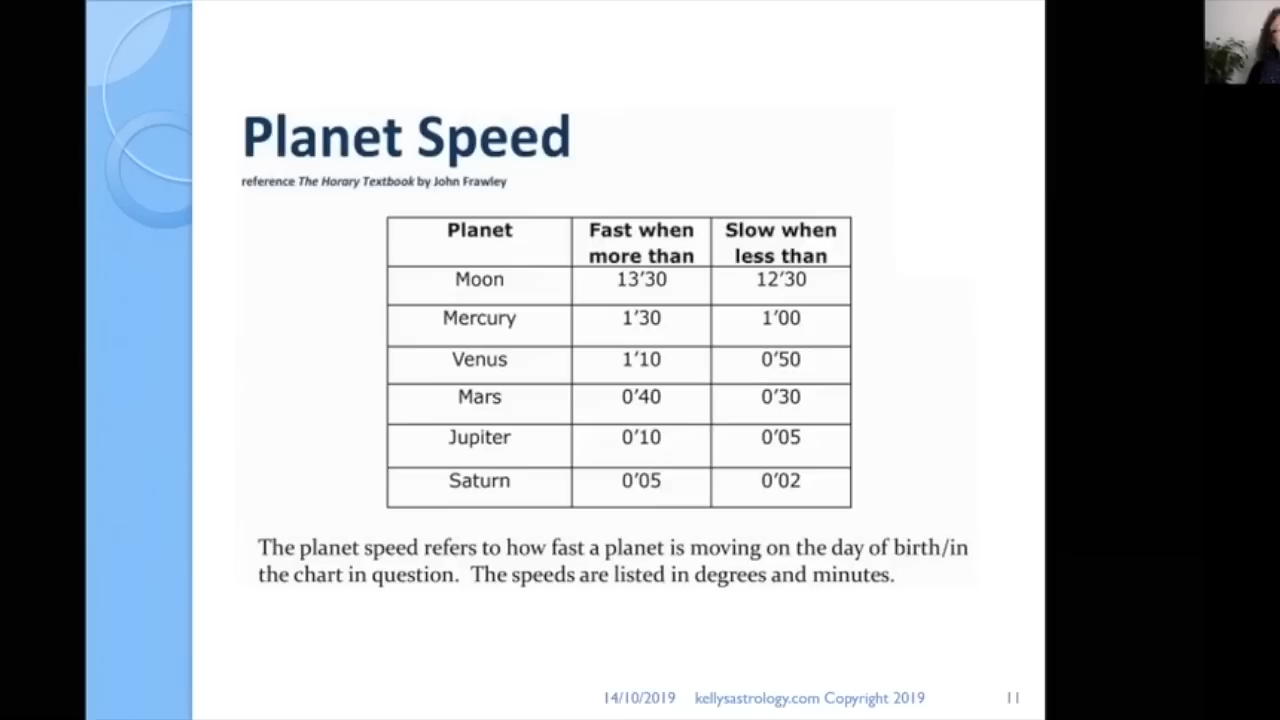 Planet Speed
reference The Horary Textbook by John Frawley
Planet Fast when more than Slow when less than
Moon 13'30 12'30
Mercury 1'30 1'00
Venus 1'10 0'50
Mars 0'40 0'30
Jupiter 0'10 0'05
Saturn 0'05 0'02
The planet speed refers to how fast a planet is moving on the day of birth/in
the chart in question. The speeds are listed in degrees and minutes.
14/10/2019 kellysastrology.com Copyright 2019 11